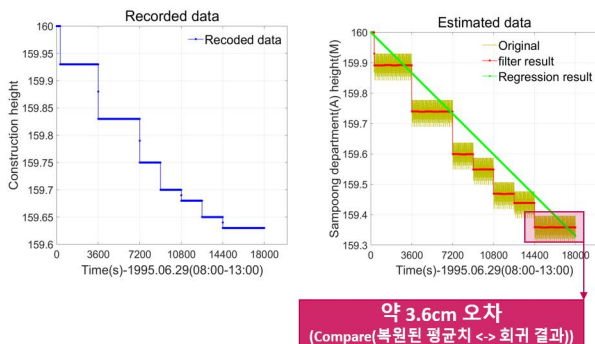 Recorded data
Recoded data
Construction height
160
159.95
159.9
159.85
159.8
159.75
159.7
159.65
159.6
0 3600 7200 10800 14400 18000
Time(s)-1995.06.29(08:00-13:00)
Estimated data
Original
filter result
Regression result
Sampoong department(A) height(M)
160
159.9
159.8
159.7
159.6
159.5
159.4
159.3
0 3600 7200 10800 14400 18000
Time(s)-1995.06.29(08:00-13:00)
약 3.6cm 오차
(Compare(복원된 평균치 <-> 회귀 결과))